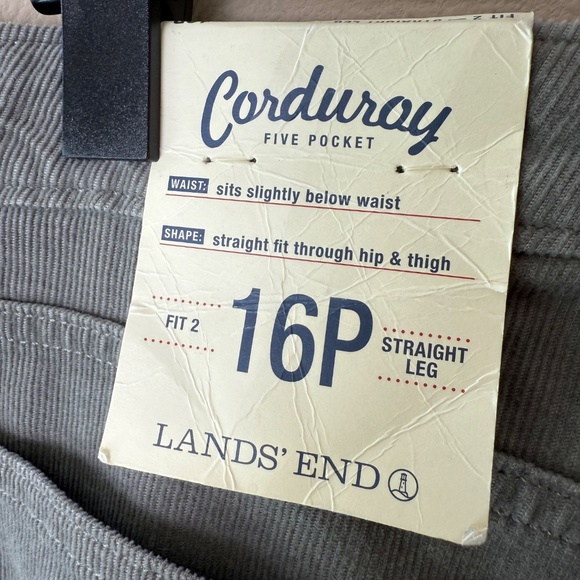 Corduroy
FIVE POCKET
WAIST: sits slightly below waist
SHAPE: straight fit through hip & thigh
FIT 2
16P
STRAIGHT
LEG
LANDS' END